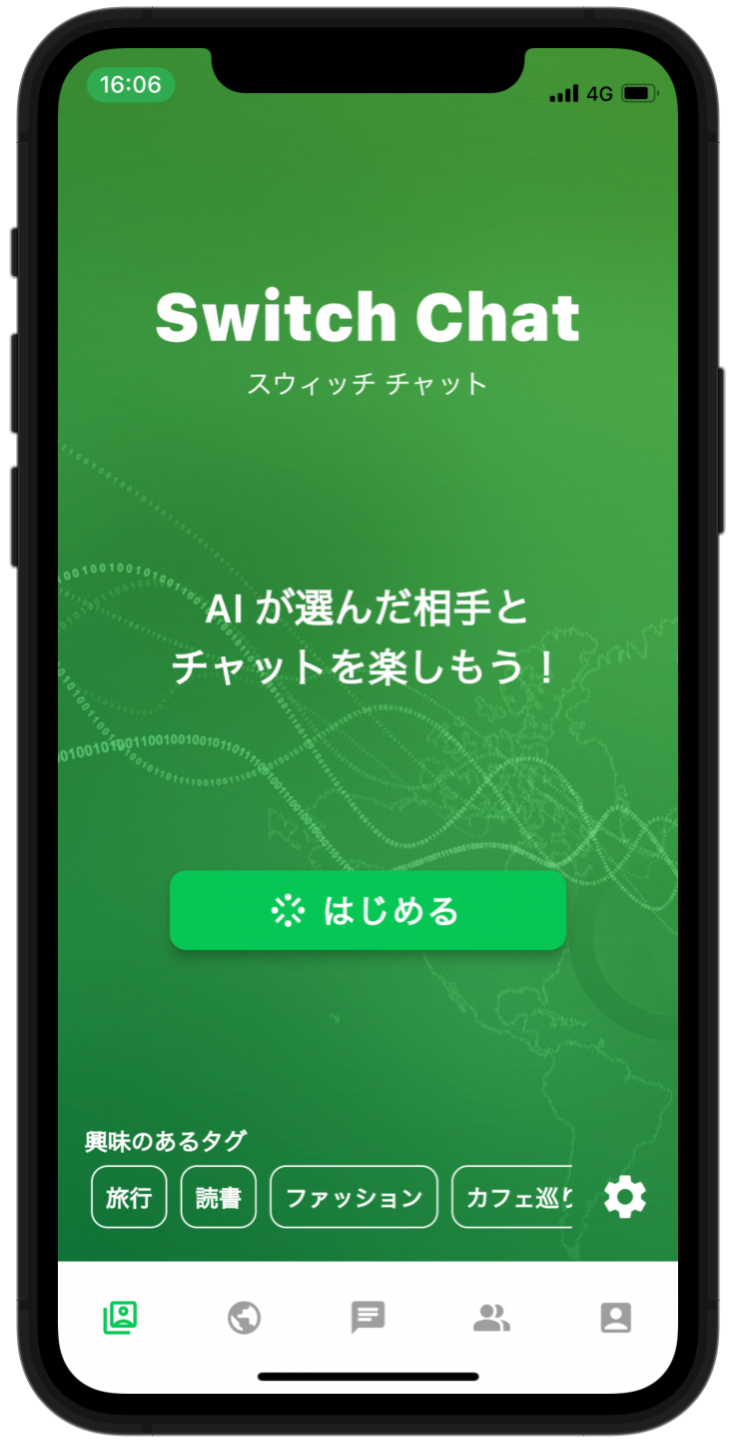 16:06
4G
Switch Chat
スウィッチ チャット
AI が選んだ相手と
チャットを楽しもう！
はじめる
興味のあるタグ
旅行 読書 ファッション カフェ巡り